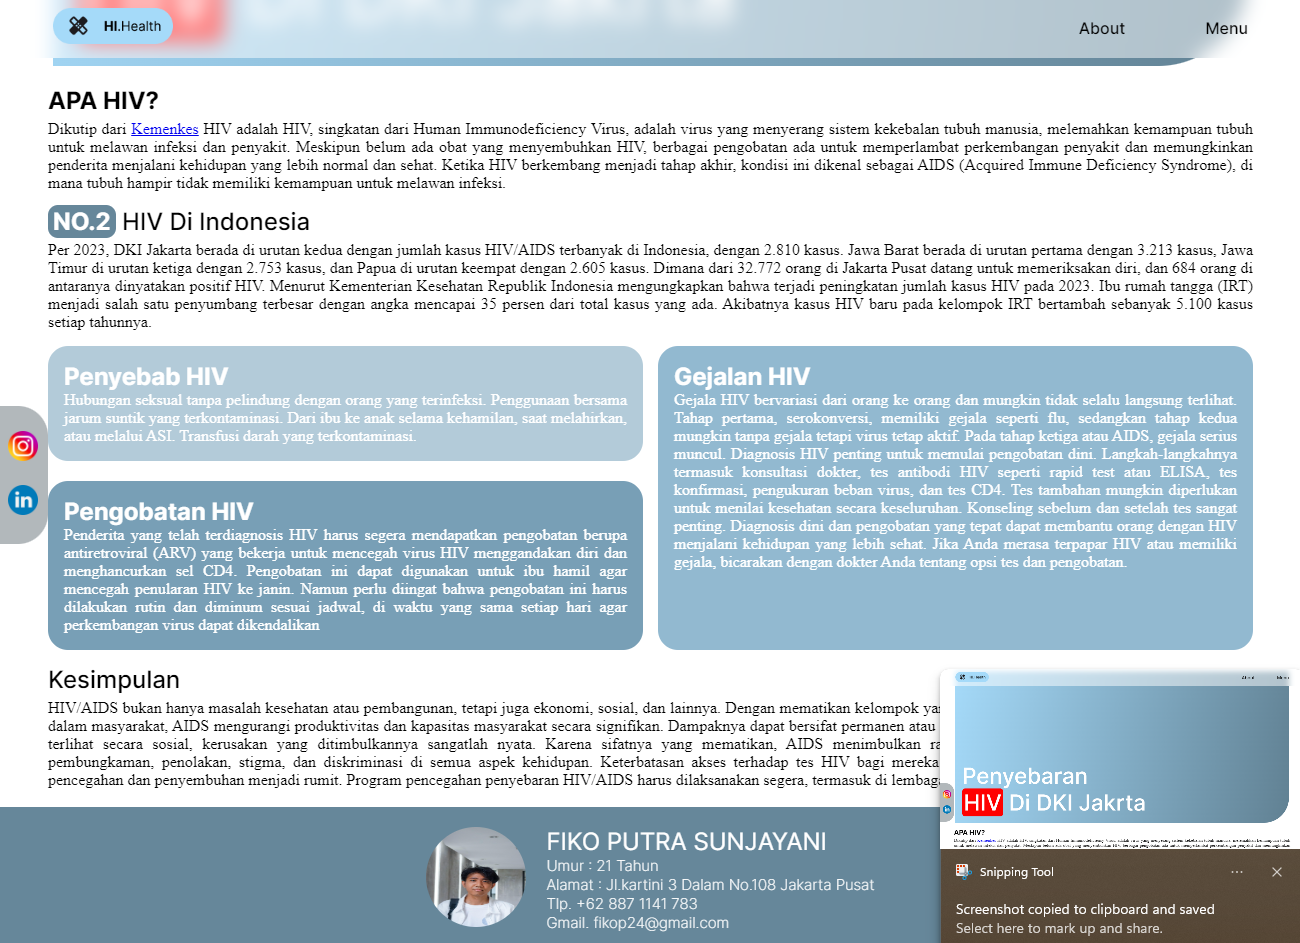 HI.Health
About
Menu
APA HIV?
Dikutip dari Kemenkes HIV adalah HIV, singkatan dari Human Immunodeficiency Virus, adalah virus yang menyerang sistem kekebalan tubuh manusia, melemahkan kemampuan tubuh
untuk melawan infeksi dan penyakit. Meskipun belum ada obat yang menyembuhkan HIV, berbagai pengobatan ada untuk memperlambat perkembangan penyakit dan memungkinkan
penderita menjalani kehidupan yang lebih normal dan sehat. Ketika HIV berkembang menjadi tahap akhir, kondisi ini dikenal sebagai AIDS (Acquired Immune Deficiency Syndrome), di
mana tubuh hampir tidak memiliki kemampuan untuk melawan infeksi.
NO.2 HIV Di Indonesia
Per 2023, DKI Jakarta berada di urutan kedua dengan jumlah kasus HIV/AIDS terbanyak di Indonesia, dengan 2.810 kasus. Jawa Barat berada di urutan pertama dengan 3.213 kasus, Jawa
Timur di urutan ketiga dengan 2.753 kasus, dan Papua di urutan keempat dengan 2.605 kasus. Dimana dari 32.772 orang di Jakarta Pusat datang untuk memeriksakan diri, dan 684 orang di
antaranya dinyatakan positif HIV. Menurut Kementerian Kesehatan Republik Indonesia mengungkapkan bahwa terjadi peningkatan jumlah kasus HIV pada 2023. Ibu rumah tangga (IRT)
menjadi salah satu penyumbang terbesar dengan angka mencapai 35 persen dari total kasus yang ada. Akibatnya kasus HIV baru pada kelompok IRT bertambah sebanyak 5.100 kasus
setiap tahunnya.
Penyebab HIV
Hubungan seksual tanpa pelindung dengan orang yang terinfeksi. Penggunaan bersama
jarum suntik yang terkontaminasi. Dari ibu ke anak selama kehamilan, saat melahirkan,
atau melalui ASI. Transfusi darah yang terkontaminasi.
Pengobatan HIV
Penderita yang telah terdiagnosis HIV harus segera mendapatkan pengobatan berupa
antiretroviral (ARV) yang bekerja untuk mencegah virus HIV menggandakan diri dan
menghancurkan sel CD4. Pengobatan ini dapat digunakan untuk ibu hamil agar
mencegah penularan HIV ke janin. Namun perlu diingat bahwa pengobatan ini harus
dilakukan rutin dan diminum sesuai jadwal, di waktu yang sama setiap hari agar
perkembangan virus dapat dikendalikan
Gejalan HIV
Gejala HIV bervariasi dari orang ke orang dan mungkin tidak selalu langsung terlihat.
Tahap pertama, serokonversi, memiliki gejala seperti flu, sedangkan tahap kedua
mungkin tanpa gejala tetapi virus tetap aktif. Pada tahap ketiga atau AIDS, gejala serius
muncul. Diagnosis HIV penting untuk memulai pengobatan dini. Langkah-langkahnya
termasuk konsultasi dokter, tes antibodi HIV seperti rapid test atau ELISA, tes
konfirmasi, pengukuran beban virus, dan tes CD4. Tes tambahan mungkin diperlukan
untuk menilai kesehatan secara keseluruhan. Konseling sebelum dan setelah tes sangat
penting. Diagnosis dini dan pengobatan yang tepat dapat membantu orang dengan HIV
menjalani kehidupan yang lebih sehat. Jika Anda merasa terpapar HIV atau memiliki
gejala, bicarakan dengan dokter Anda tentang opsi tes dan pengobatan.
Kesimpulan
HIV/AIDS bukan hanya masalah kesehatan atau pembangunan, tetapi juga ekonomi, sosial, dan lainnya. Dengan mematikan kelompok
dalam masyarakat, AIDS mengurangi produktivitas dan kapasitas masyarakat secara signifikan. Dampaknya dapat bersifat permanen atau
terlihat secara sosial, kerusakan yang ditimbulkannya sangatlah nyata. Karena sifatnya yang mematikan, AIDS menimbulkan
pembungkaman, penolakan, stigma, dan diskriminasi di semua aspek kehidupan. Keterbatasan akses terhadap tes HIV bagi
pencegahan dan penyembuhan menjadi rumit. Program pencegahan penyebaran HIV/AIDS harus dilaksanakan segera, termasuk di
FIKO PUTRA SUNJAYANI
Umur : 21 Tahun
Alamat : Jl.kartini 3 Dalam No.108 Jakarta Pusat
Tlp. +62 887 1141 783
Gmail. fikop24@gmail.com
Penyebaran
HIV Di DKI Jakrta
APA HIV?
Snipping Tool
Screenshot copied to clipboard and saved
Select here to mark up and share.